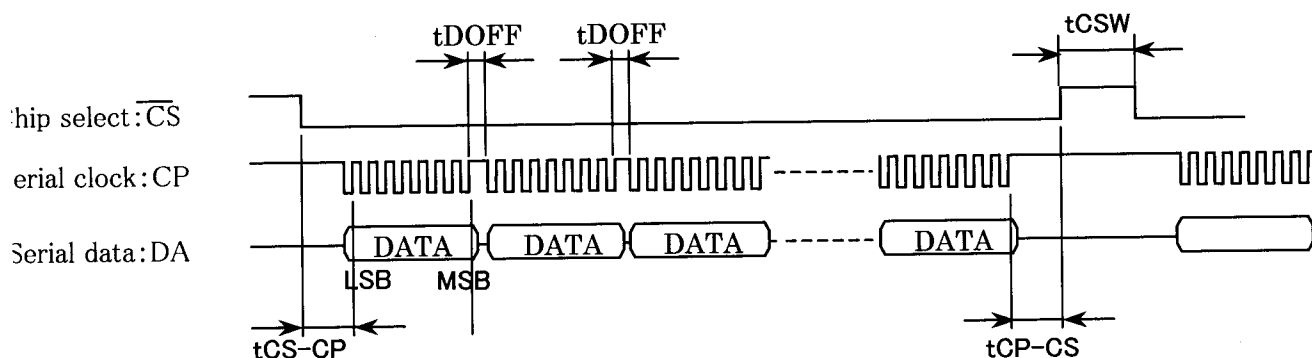 tDOFF tDOFF tCSW
hip select:CS
erial clock:CP
Serial data:DA
DATA DATA DATA DATA
LSB MSB
tCS-CP tCP-CS